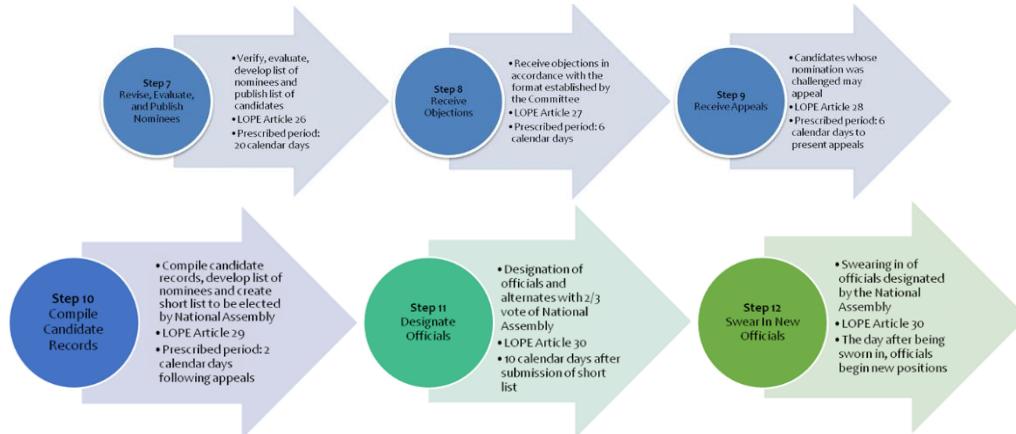 Step 7
Revise, Evaluate,
and Publish
Nominees
• Verify, evaluate,
develop list of
nominees and
publish list of
candidates
• LOPE Article 26
• Prescribed period:
20 calendar days
Step 8
Receive
Objections
• Receive objections in
accordance with the
format established by
the Committee
• LOPE Article 27
• Prescribed period: 6
calendar days
Step 9
Receive Appeals
• Candidates whose
nomination was
challenged may
appeal
• LOPE Article 28
• Prescribed period: 6
calendar days to
present appeals
Step 10
Compile
Candidate
Records
• Compile candidate
records, develop list of
nominees and create
short list to be elected
by National Assembly
• LOPE Article 29
• Prescribed period: 2
calendar days
following appeals
Step 11
Designate
Officials
• Designation of
officials and
alternates with 2/3
vote of National
Assembly
• LOPE Article 30
• 10 calendar days after
submission of short
list
Step 12
Swear In New
Officials
• Swearing in of
officials designated
by the National
Assembly
• LOPE Article 30
• The day after being
sworn in, officials
begin new positions